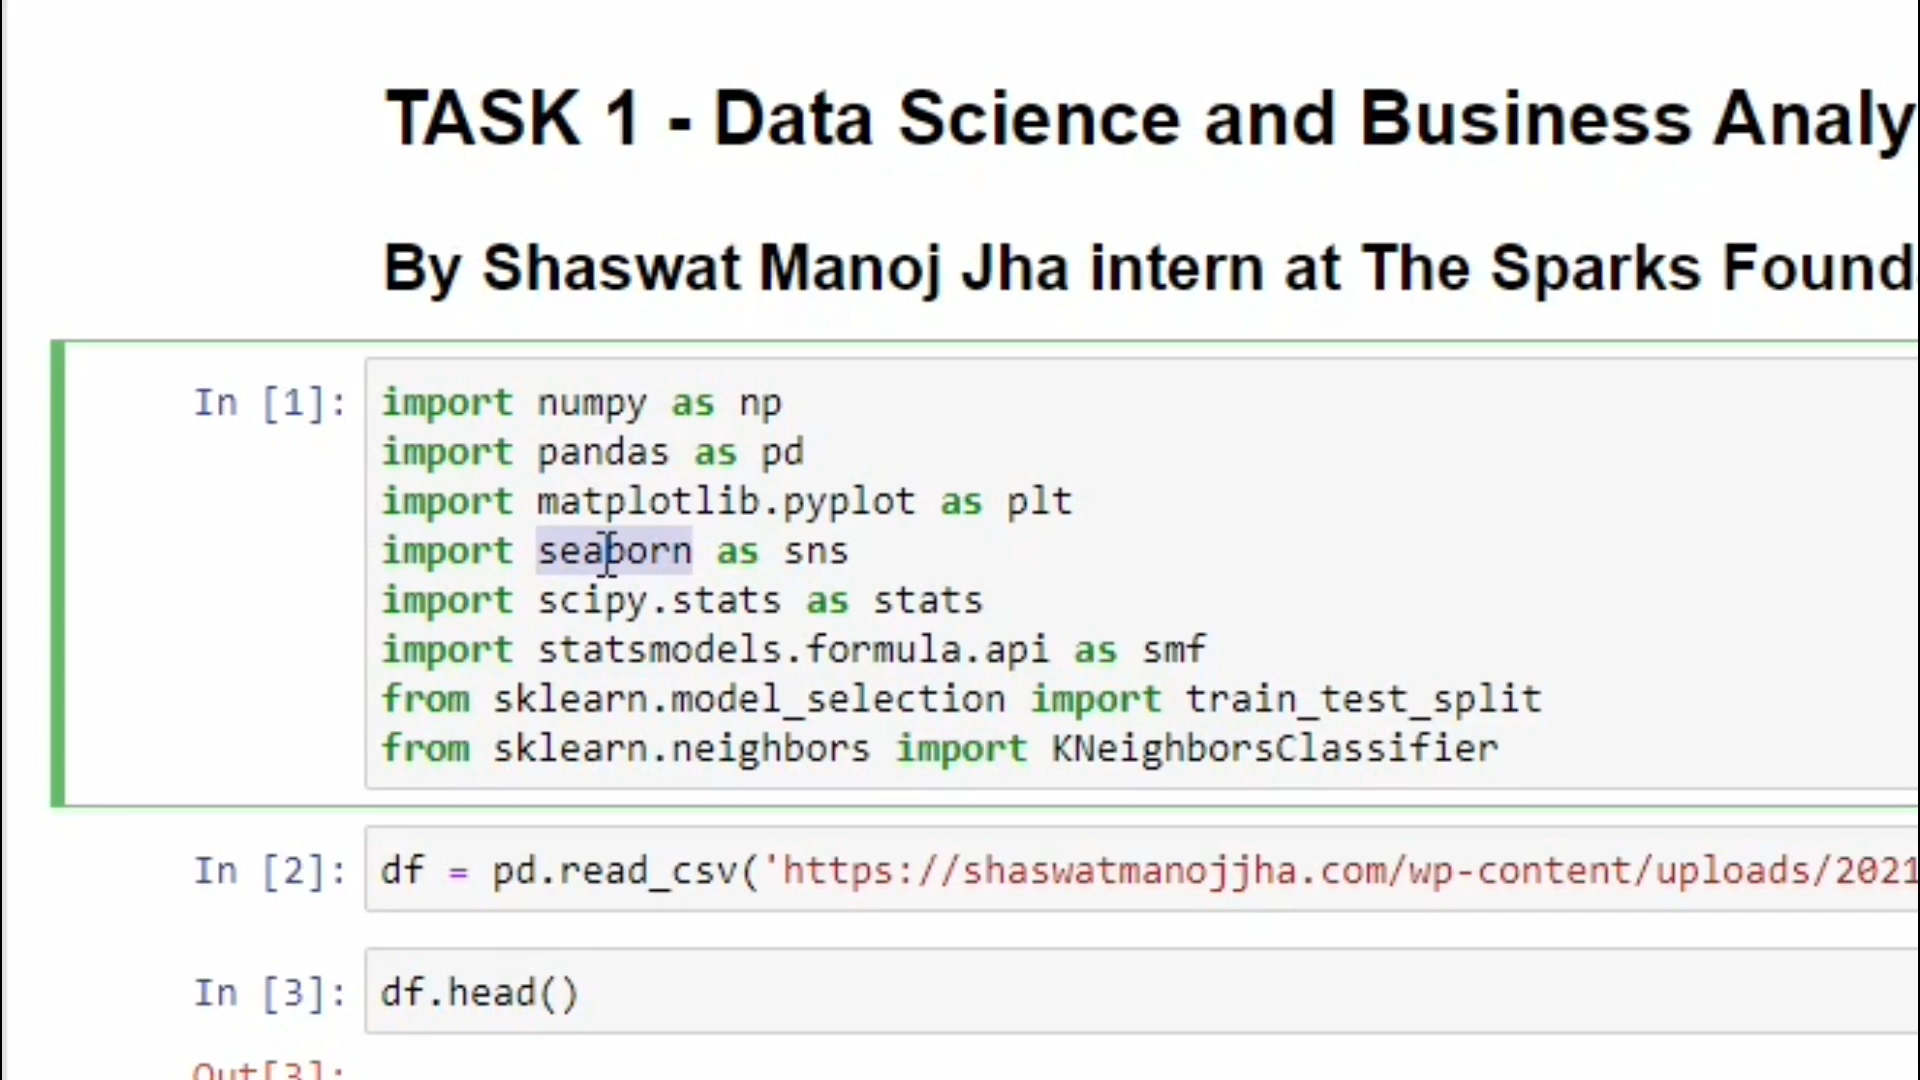 TASK 1 - Data Science and Business Analy
By Shaswat Manoj Jha intern at The Sparks Found
In [1]: import numpy as np
import pandas as pd
import matplotlib.pyplot as plt
import seaborn as sns
import scipy.stats as stats
import statsmodels.formula.api as smf
from sklearn.model_selection import train_test_split
from sklearn.neighbors import KNeighborsClassifier
In [2]: df = pd.read_csv('https://shaswatmanojjha.com/wp-content/uploads/2021
In [3]: df.head()
Out[3]: